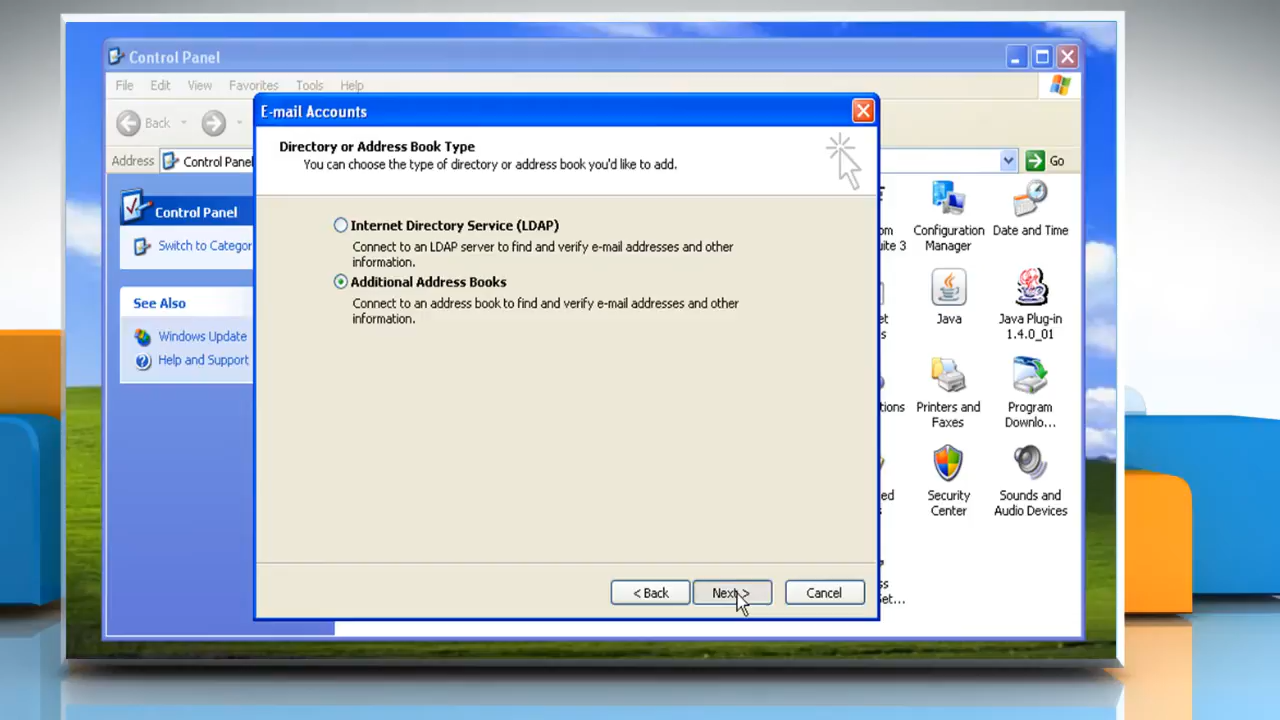 Control Panel
File Edit View Favorites Tools Help
Back
Address Control Panel Go
Control Panel
Switch to Categor
See Also
Windows Update
Help and Support
E-mail Accounts
Directory or Address Book Type
You can choose the type of directory or address book you'd like to add.
Internet Directory Service (LDAP)
Connect to an LDAP server to find and verify e-mail addresses and other
information.
Additional Address Books
Connect to an address book to find and verify e-mail addresses and other
information.
< Back Next > Cancel
Configuration
Manager
Date and Time
Java
Java Plug-in
1.4.0_01
Printers and
Faxes
Program
Downlo...
Security
Center
Sounds and
Audio Devices